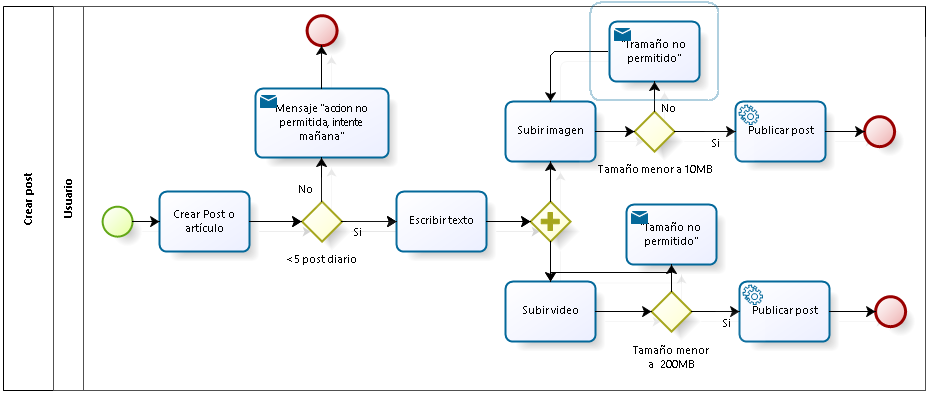 Crear post
Usuario
Crear Post o
artículo
<5 post diario
No
Si
Mensaje "accion no
permitida, intente
mañana"
Escribir texto
Subir imagen
"Tramaño no
permitido"
No
Si
Tamaño menor a 10MB
Publicar post
Subir video
"Tamaño no
permitido"
Si
Tamaño menor
a 200MB
Publicar post